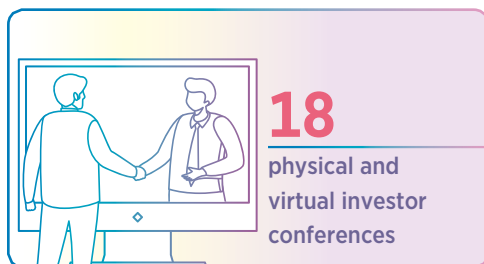 18
physical and
virtual investor
conferences